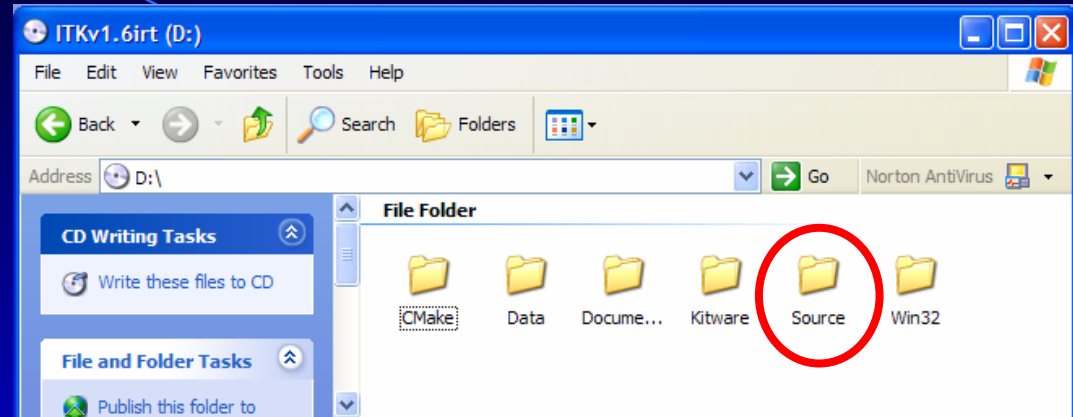 ITKv1.6irt (D:)
File Edit View Favorites Tools Help
Back Search Folders
Address D:\ Go Norton AntiVirus
File Folder
CD Writing Tasks
Write these files to CD
CMake Data Docume... Kitware Source Win32
File and Folder Tasks
Publish this folder to